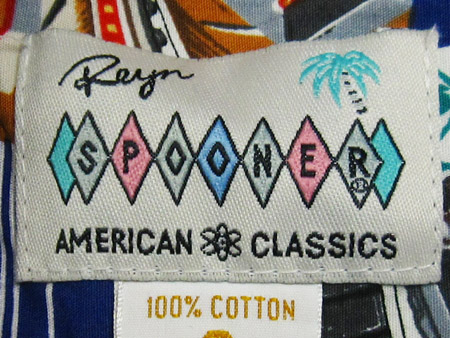 Reyn
SPOONER
AMERICAN CLASSICS
100% COTTON